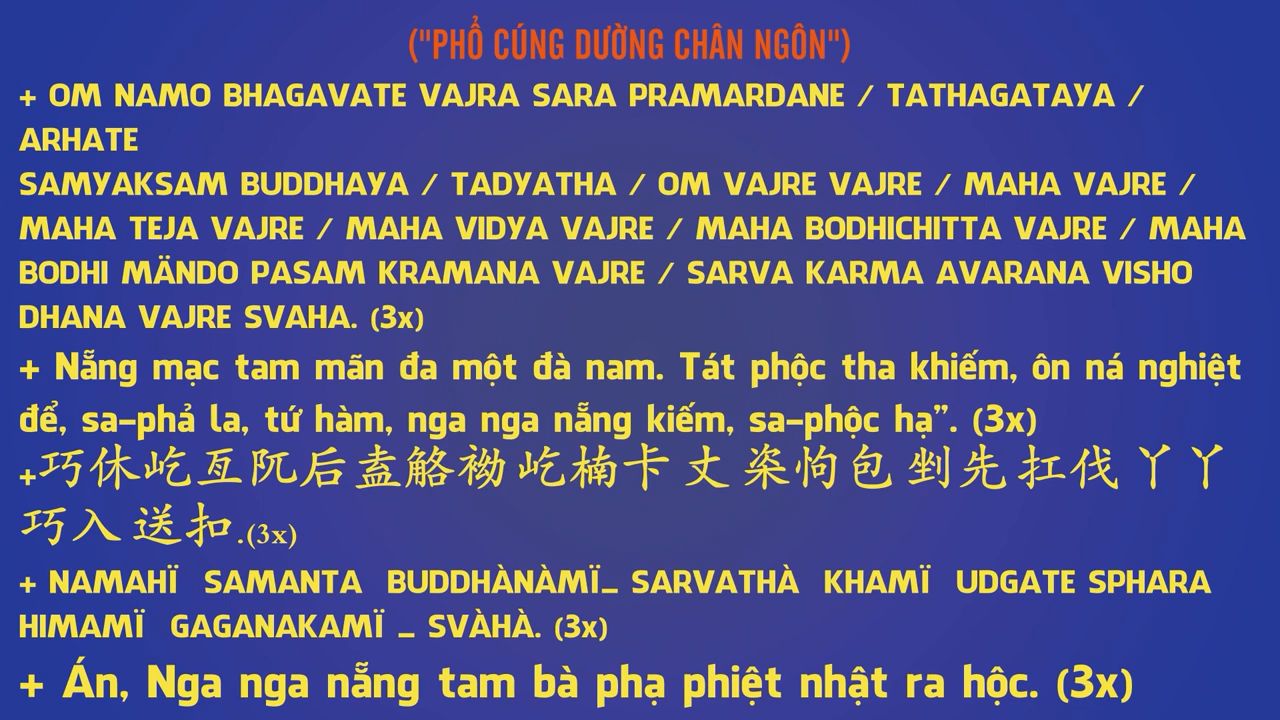 ("PHỔ CÚNG DƯỜNG CHÂN NGÔN")
+ OM NAMO BHAGAVATE VAJRA SARA PRAMARDANE / TATHAGATAYA /
ARHATE
SAMYAKSAM BUDDHAYA / TADYATHA / OM VAJRE VAJRE / MAHA VAJRE /
MAHA TEJA VAJRE / MAHA VIDYA VAJRE / MAHA BODHICHITTA VAJRE / MAHA
BODHI MÄNDO PASAM KRAMANA VAJRE / SARVA KARMA AVARANA VISHO
DHANA VAJRE SVAHA. (3x)
+ Nẵng mạc tam mãn đa một đà nam. Tát phộc tha khiếm, ôn ná nghiệt
để, sa-phả la, tứ hàm, nga nga nẵng kiếm, sa-phộc hạ”. (3x)
+巧休屹亙阢后盍觡袎屹楠卡丈栥怐包剉先扛伐丫丫
巧入送扣.(3x)
+ NAMAHÏ SAMANTA BUDDHÀNÀMÏ_ SARVATHÀ KHAMÏ UDGATE SPHARA
HIMAMÏ GAGANAKAMÏ _ SVÀHÀ. (3x)
+ Án, Nga nga nẵng tam bà phạ phiệt nhật ra hộc. (3x)